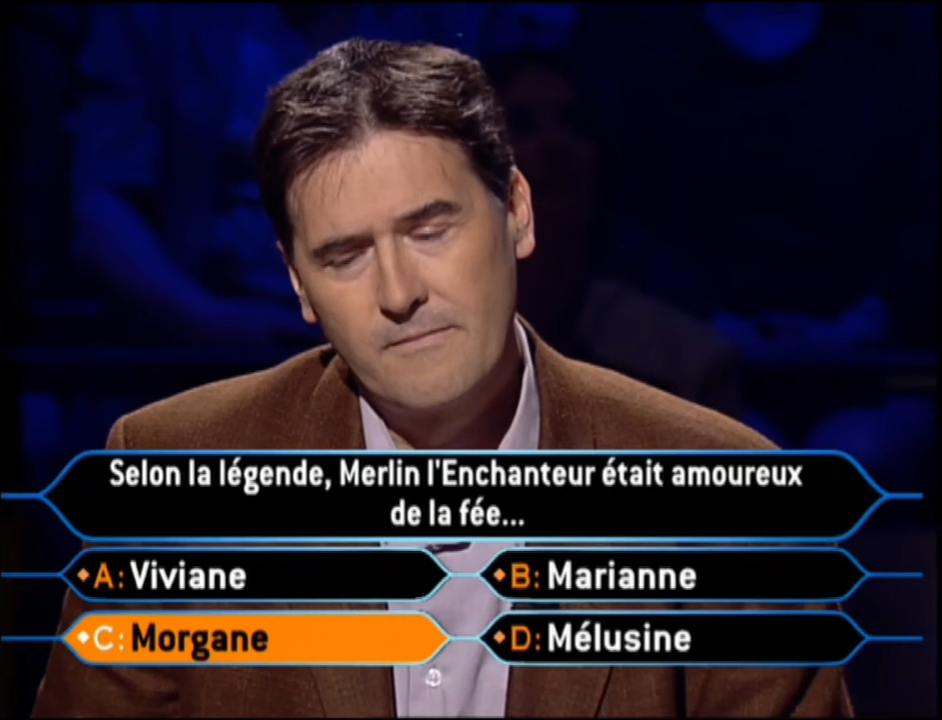 Selon la légende, Merlin l'Enchanteur était amoureux
de la fée...
A: Viviane
B: Marianne
C: Morgane
D: Mélusine